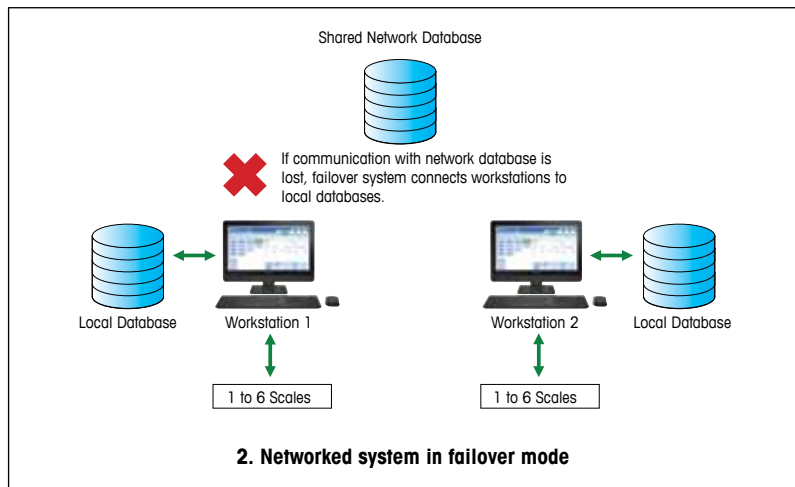 Shared Network Database
If communication with network database is
lost, failover system connects workstations to
local databases.
Local Database
Workstation 1
Workstation 2
Local Database
1 to 6 Scales
1 to 6 Scales
2. Networked system in failover mode